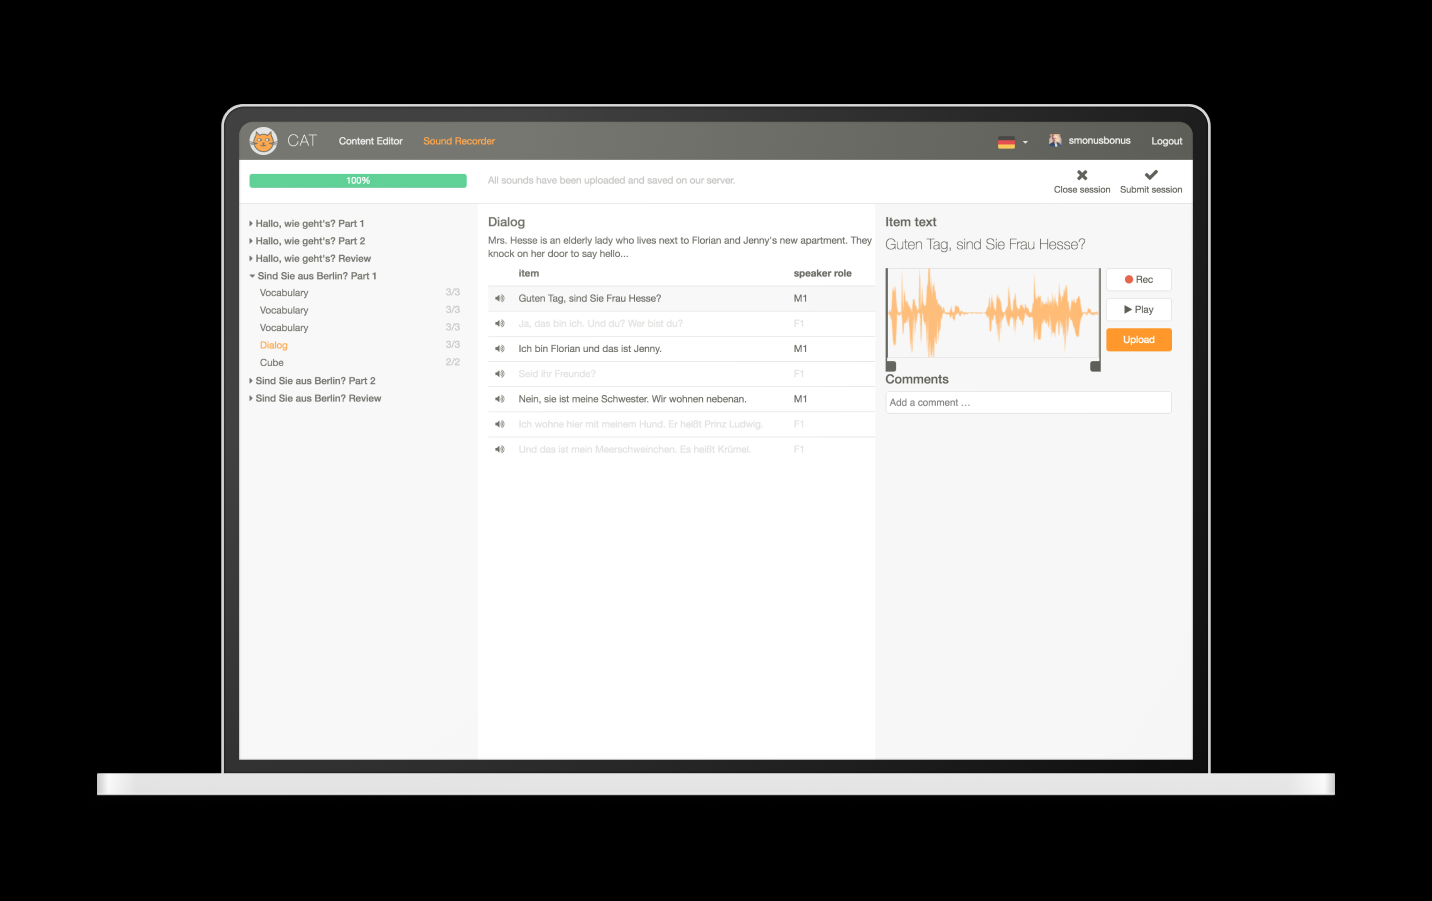 CAT
Content Editor
Sound Recorder
smonusbonus
Logout
100%
All sounds have been uploaded and saved on our server.
Close session
Submit session
Hallo, wie geht's? Part 1
Hallo, wie geht's? Part 2
Hallo, wie geht's? Review
Sind Sie aus Berlin? Part 1
Vocabulary 3/3
Vocabulary 3/3
Vocabulary 3/3
Dialog 3/3
Cube 2/2
Sind Sie aus Berlin? Part 2
Sind Sie aus Berlin? Review
Dialog
Mrs. Hesse is an elderly lady who lives next to Florian and Jenny's new apartment. They
knock on her door to say hello...
item speaker role
Guten Tag, sind Sie Frau Hesse? M1
Ja, das bin ich. Und du? Wer bist du? F1
Ich bin Florian und das ist Jenny. M1
Seid ihr Freunde? F1
Nein, sie ist meine Schwester. Wir wohnen nebenan. M1
Ich wohne hier mit meinem Hund. Er heißt Prinz Ludwig. F1
Und das ist mein Meerschweinchen. Es heißt Krümel. F1
Item text
Guten Tag, sind Sie Frau Hesse?
Rec
Play
Upload
Comments
Add a comment ...